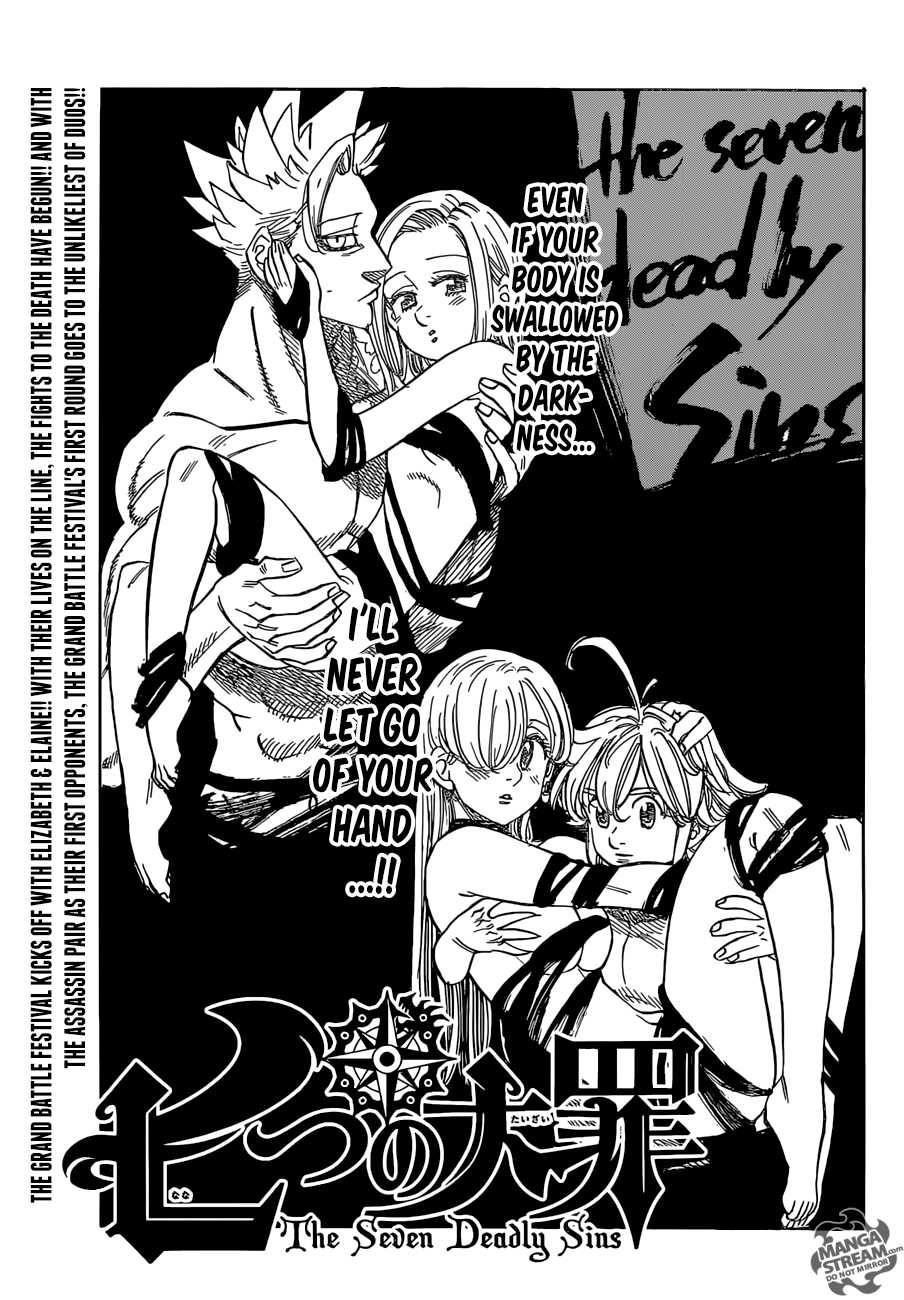 THE GRAND BATTLE FESTIVAL KICKS OFF WITH ELIZABETH & ELAINE!! WITH THEIR LIVES ON THE LINE, THE FIGHTS TO THE DEATH HAVE BEGUN!! AND WITH
THE ASSASSIN PAIR AS THEIR FIRST OPPONENTS, THE GRAND BATTLE FESTIVAL'S FIRST ROUND GOES TO THE UNLIKELIEST OF DUOS!!
the seven
deadly
Sins
EVEN
IF YOUR
BODY IS
SWALLOWED
BY THE
DARK-
NESS...
I'LL
NEVER
LET GO
OF YOUR
HAND
...!!
七つの大罪
たいざい
The Seven Deadly Sins
MANGA
STREAM.COM
DO NOT MIRROR